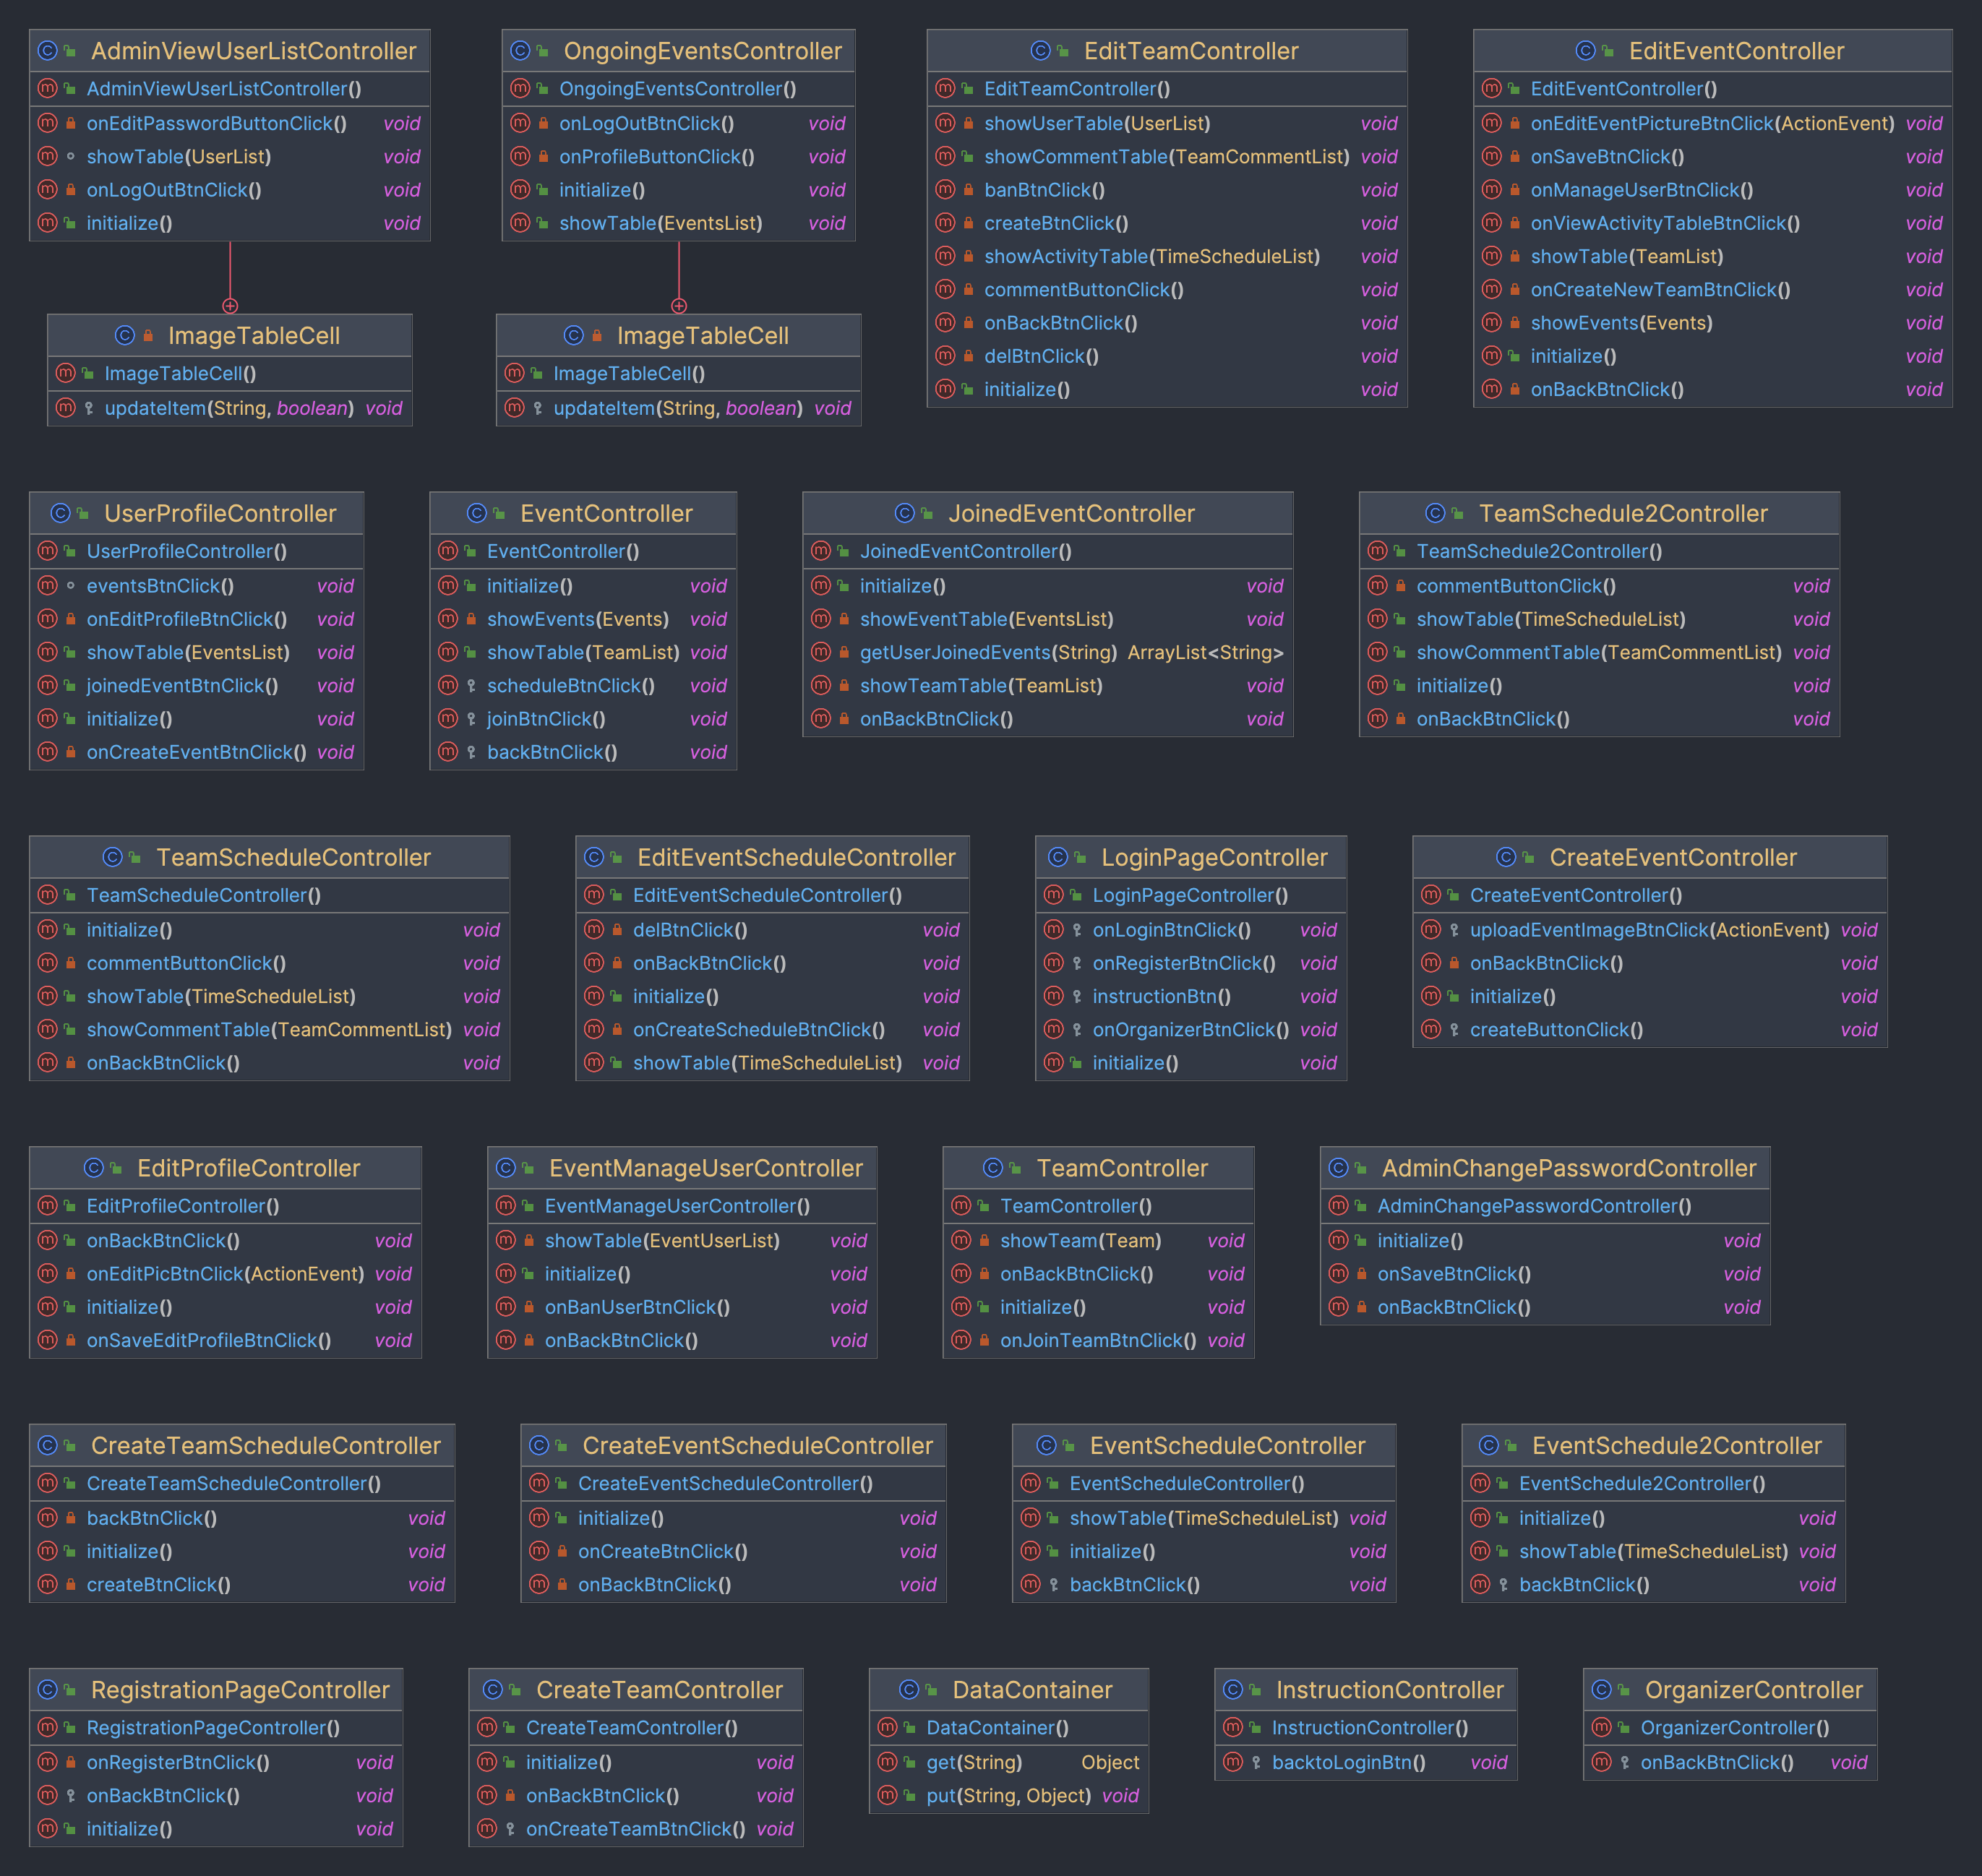 AdminViewUserListController
AdminViewUserListController()
onEditPasswordButtonClick() void
showTable(UserList) void
onLogOutBtnClick() void
initialize() void
ImageTableCell
ImageTableCell()
updateItem(String, boolean) void
OngoingEventsController
OngoingEventsController()
onLogOutBtnClick() void
onProfileButtonClick() void
initialize() void
showTable(EventsList) void
ImageTableCell
ImageTableCell()
updateItem(String, boolean) void
EditTeamController
EditTeamController()
showUserTable(UserList) void
showCommentTable(TeamCommentList) void
banBtnClick() void
createBtnClick() void
showActivityTable(TimeScheduleList) void
commentButtonClick() void
onBackBtnClick() void
delBtnClick() void
initialize() void
EditEventController
EditEventController()
onEditEventPictureBtnClick(ActionEvent) void
onSaveBtnClick() void
onManageUserBtnClick() void
onViewActivityTableBtnClick() void
showTable(TeamList) void
onCreateNewTeamBtnClick() void
showEvents(Events) void
initialize() void
onBackBtnClick() void
UserProfileController
UserProfileController()
eventsBtnClick() void
onEditProfileBtnClick() void
showTable(EventsList) void
joinedEventBtnClick() void
initialize() void
onCreateEventBtnClick() void
EventController
EventController()
initialize() void
showEvents(Events) void
showTable(TeamList) void
scheduleBtnClick() void
joinBtnClick() void
backBtnClick() void
JoinedEventController
JoinedEventController()
initialize() void
showEventTable(EventsList) void
getUserJoinedEvents(String) ArrayList<String>
showTeamTable(TeamList) void
onBackBtnClick() void
TeamSchedule2Controller
TeamSchedule2Controller()
commentButtonClick() void
showTable(TimeScheduleList) void
showCommentTable(TeamCommentList) void
initialize() void
onBackBtnClick() void
TeamScheduleController
TeamScheduleController()
initialize() void
commentButtonClick() void
showTable(TimeScheduleList) void
showCommentTable(TeamCommentList) void
onBackBtnClick() void
EditEventScheduleController
EditEventScheduleController()
delBtnClick() void
onBackBtnClick() void
initialize() void
onCreateScheduleBtnClick() void
showTable(TimeScheduleList) void
LoginPageController
LoginPageController()
onLoginBtnClick() void
onRegisterBtnClick() void
instructionBtn() void
onOrganizerBtnClick() void
initialize() void
CreateEventController
CreateEventController()
uploadEventImageBtnClick(ActionEvent) void
onBackBtnClick() void
initialize() void
createButtonClick() void
EditProfileController
EditProfileController()
onBackBtnClick() void
onEditPicBtnClick(ActionEvent) void
initialize() void
onSaveEditProfileBtnClick() void
EventManageUserController
EventManageUserController()
showTable(EventUserList) void
initialize() void
onBanUserBtnClick() void
onBackBtnClick() void
TeamController
TeamController()
showTeam(Team) void
onBackBtnClick() void
initialize() void
onJoinTeamBtnClick() void
AdminChangePasswordController
AdminChangePasswordController()
initialize() void
onSaveBtnClick() void
onBackBtnClick() void
CreateTeamScheduleController
CreateTeamScheduleController()
backBtnClick() void
initialize() void
createBtnClick() void
CreateEventScheduleController
CreateEventScheduleController()
initialize() void
onCreateBtnClick() void
onBackBtnClick() void
EventScheduleController
EventScheduleController()
showTable(TimeScheduleList) void
initialize() void
backBtnClick() void
EventSchedule2Controller
EventSchedule2Controller()
initialize() void
showTable(TimeScheduleList) void
backBtnClick() void
RegistrationPageController
RegistrationPageController()
onRegisterBtnClick() void
onBackBtnClick() void
initialize() void
CreateTeamController
CreateTeamController()
initialize() void
onBackBtnClick() void
onCreateTeamBtnClick() void
DataContainer
DataContainer()
get(String) Object
put(String, Object) void
InstructionController
InstructionController()
backtoLoginBtn() void
OrganizerController
OrganizerController()
onBackBtnClick() void